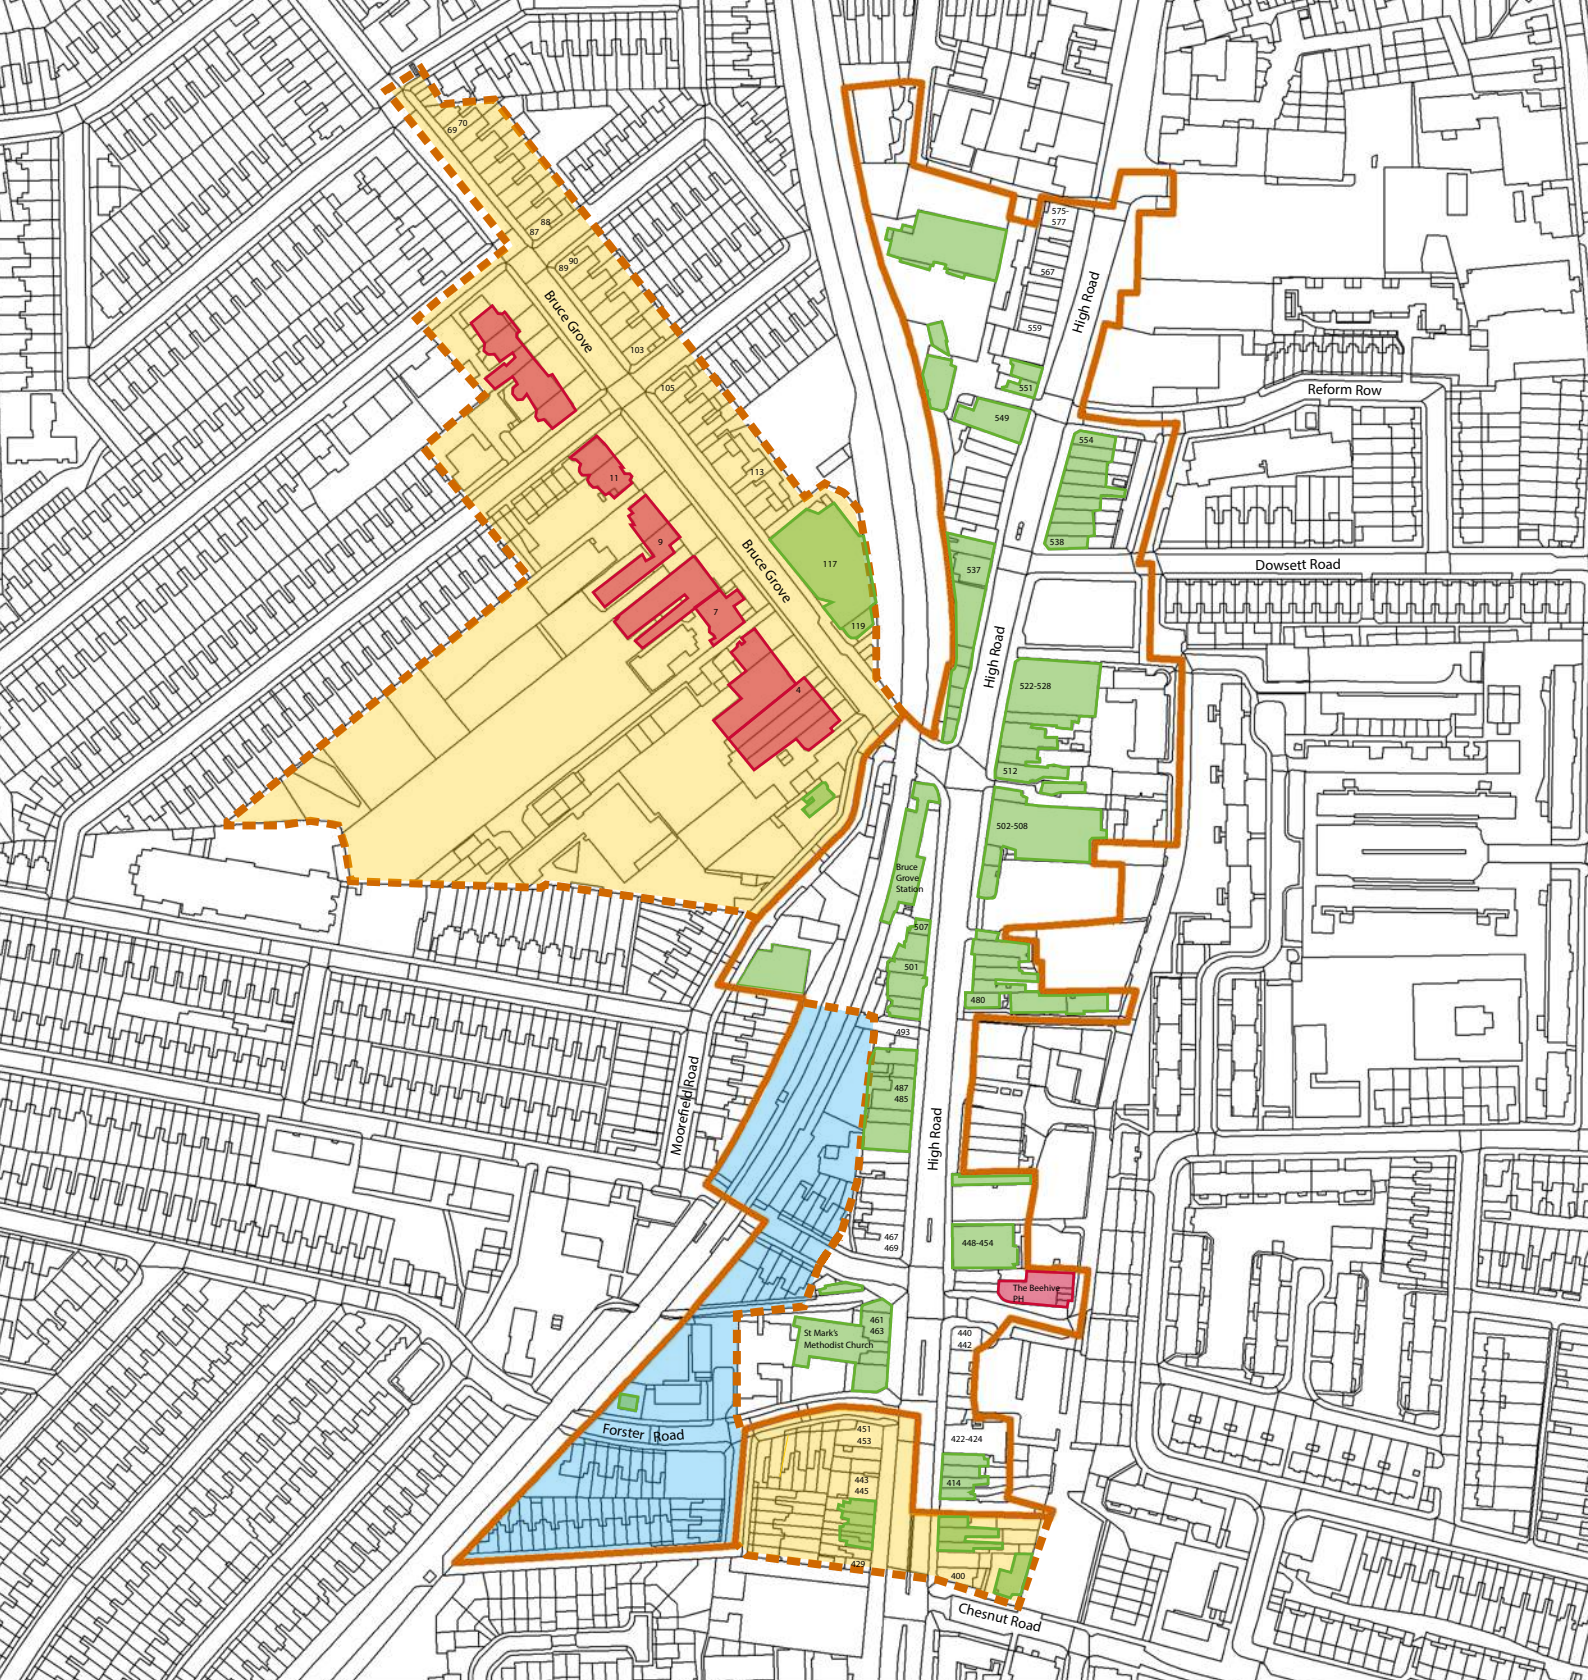 70
69
88
87
90
89
Bruce Grove
103
105
113
11
9
7
4
Bruce Grove
117
119
575-
577
567
559
High Road
551
549
554
538
537
Reform Row
Dowsett Road
High Road
522-528
512
502-508
Bruce
Grove
Station
507
501
480
493
487
485
Moorefield Road
High Road
467
469
448-454
The Beehive
PH
461
463
St Mark's
Methodist Church
440
442
Forster Road
451
453
422-424
443
445
414
429
400
Chesnut Road